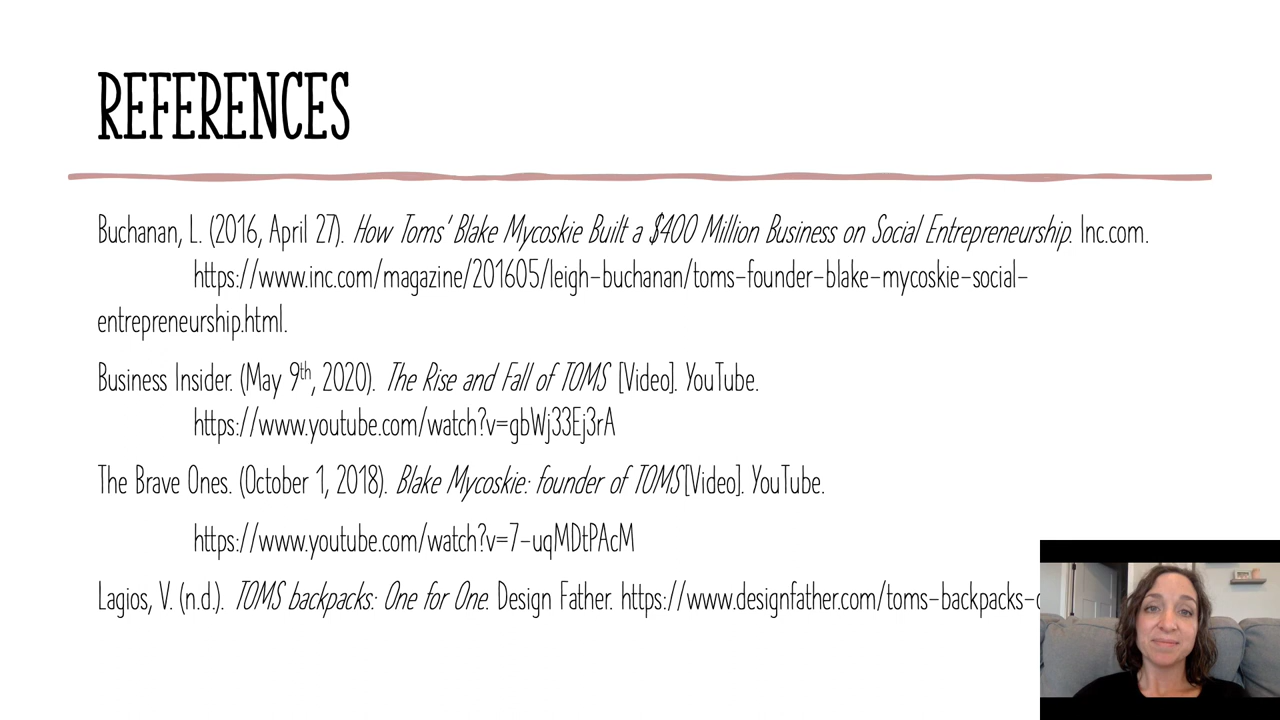 REFERENCES
Buchanan, L. (2016, April 27). How Toms' Blake Mycoskie Built a $400 Million Business on Social Entrepreneurship. Inc.com.
https://www.inc.com/magazine/201605/leigh-buchanan/toms-founder-blake-mycoskie-social-
entrepreneurship.html.
Business Insider. (May 9th, 2020). The Rise and Fall of TOMS [Video]. YouTube.
https://www.youtube.com/watch?v=gbWj33Ej3rA
The Brave Ones. (October 1, 2018). Blake Mycoskie: founder of TOMS[Video]. YouTube.
https://www.youtube.com/watch?v=7-uqMDtPAcM
Lagios, V. (n.d.). TOMS backpacks: One for One. Design Father. https://www.designfather.com/toms-backpacks-